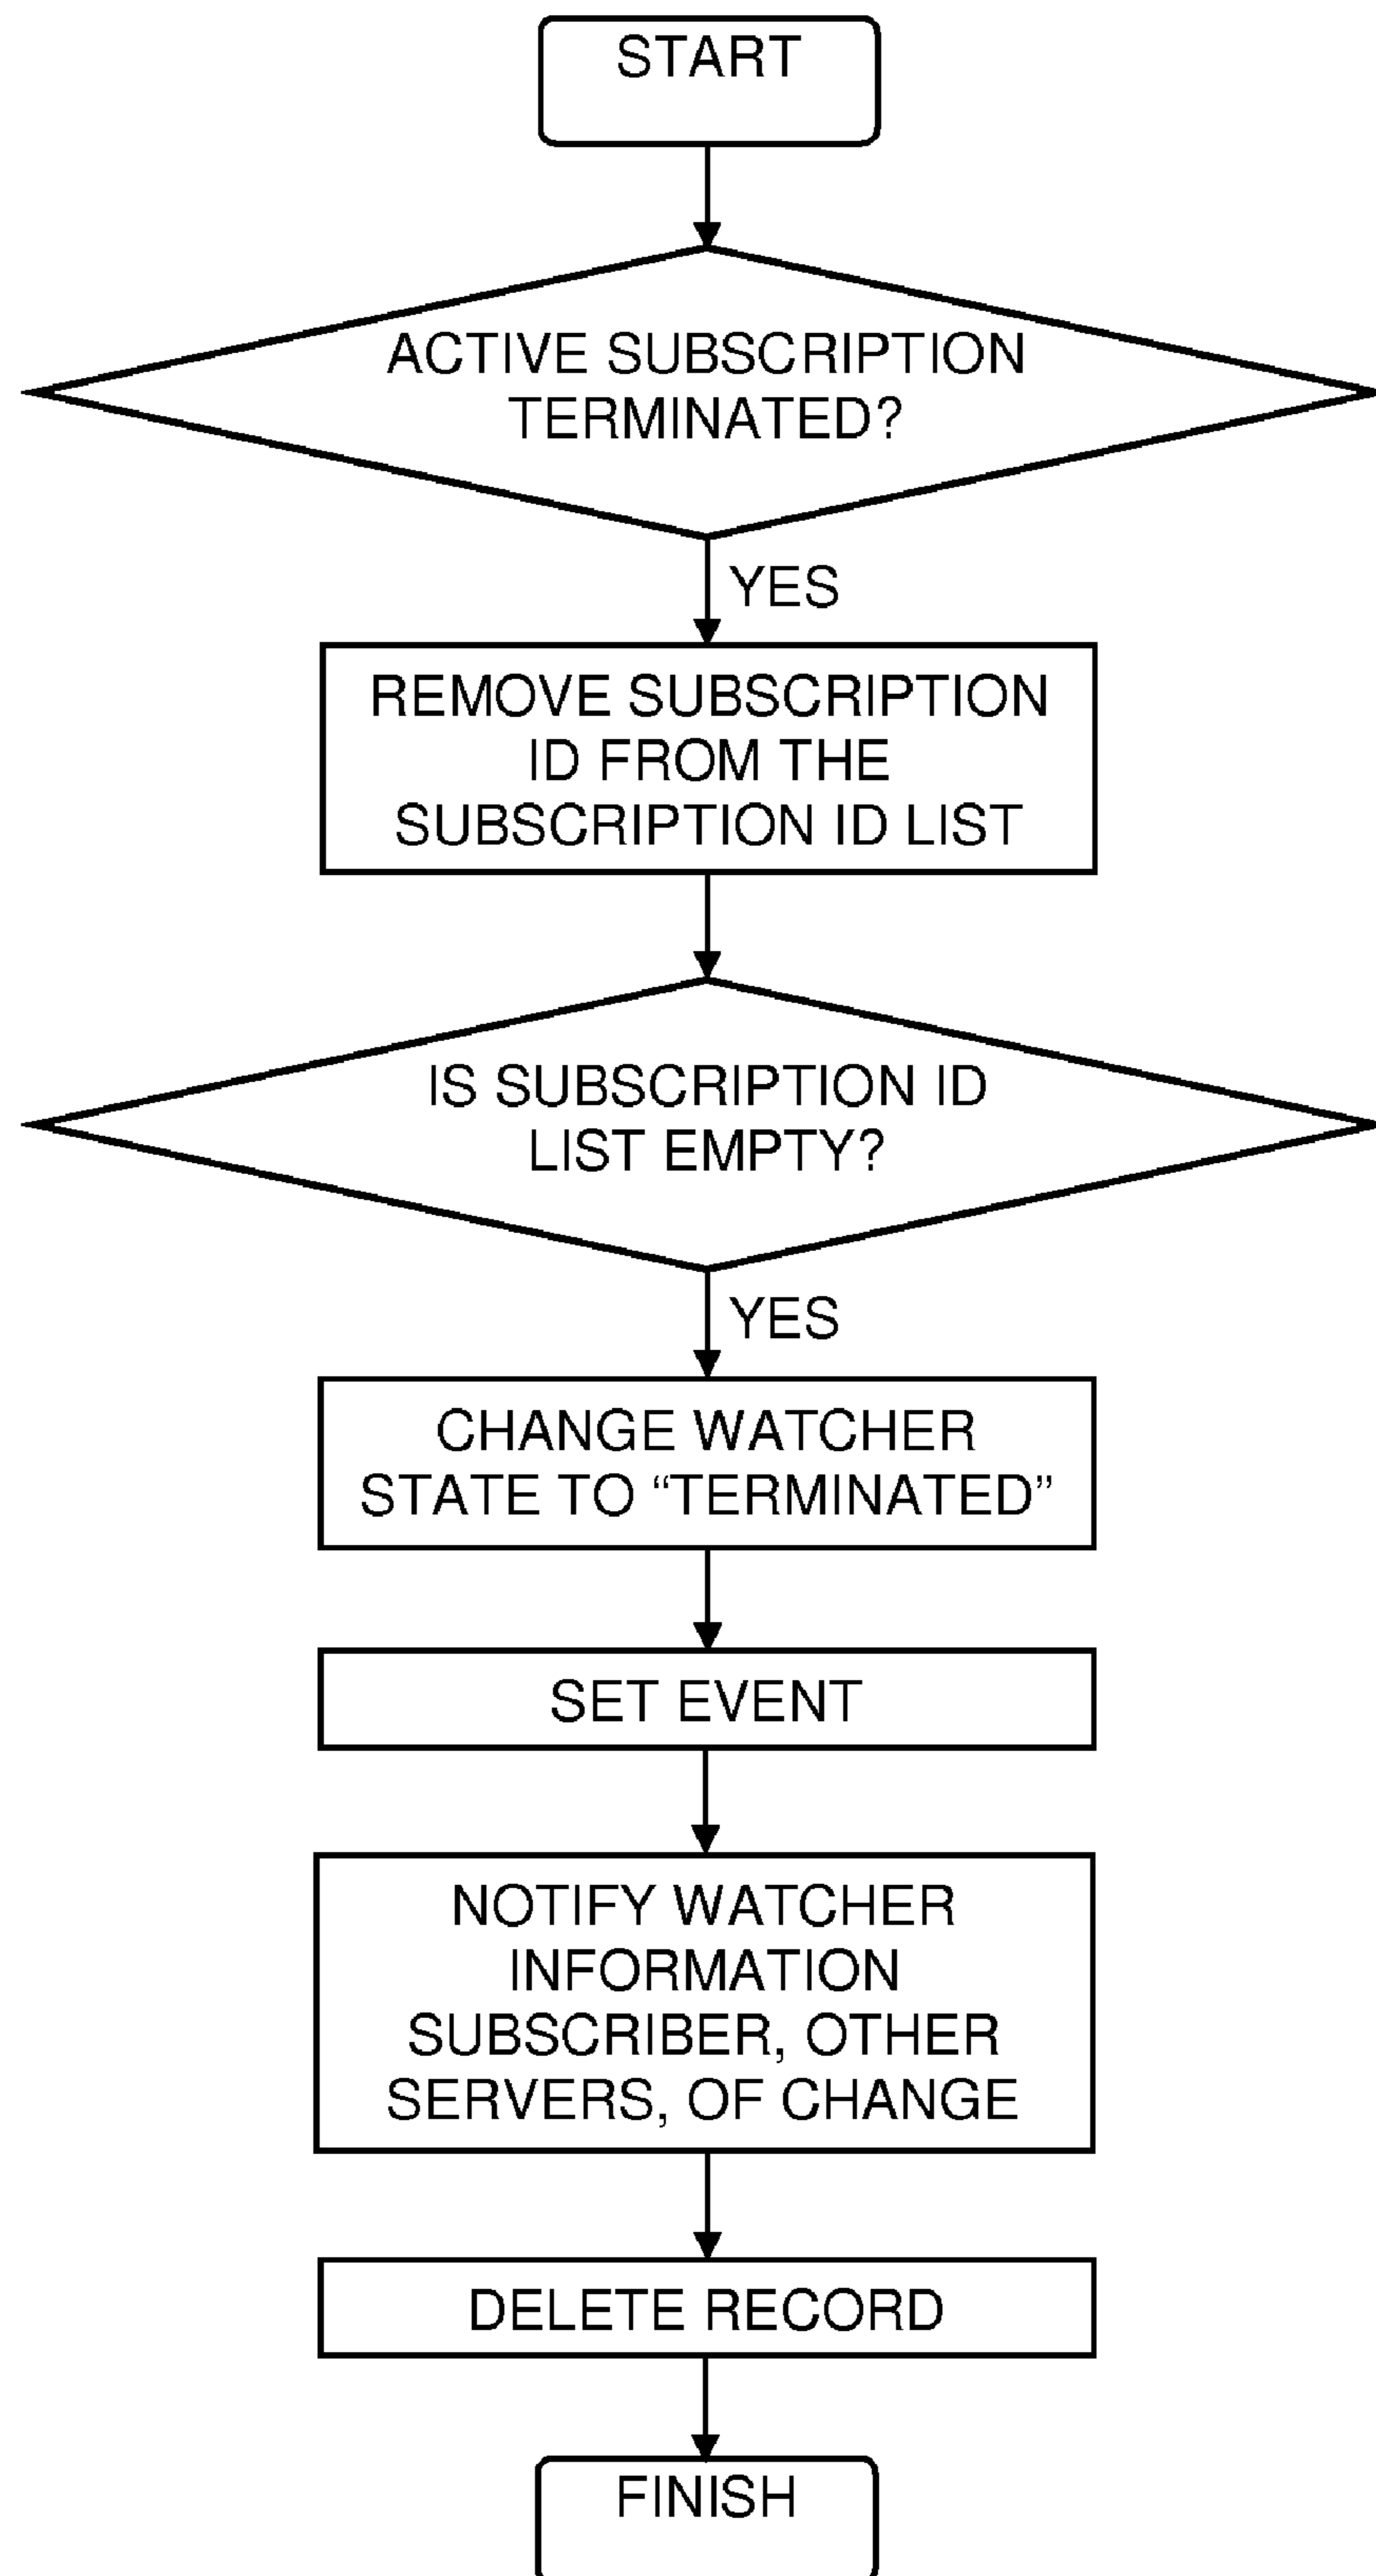 START
ACTIVE SUBSCRIPTION
TERMINATED?
YES
REMOVE SUBSCRIPTION
ID FROM THE
SUBSCRIPTION ID LIST
IS SUBSCRIPTION ID
LIST EMPTY?
YES
CHANGE WATCHER
STATE TO “TERMINATED”
SET EVENT
NOTIFY WATCHER
INFORMATION
SUBSCRIBER, OTHER
SERVERS, OF CHANGE
DELETE RECORD
FINISH